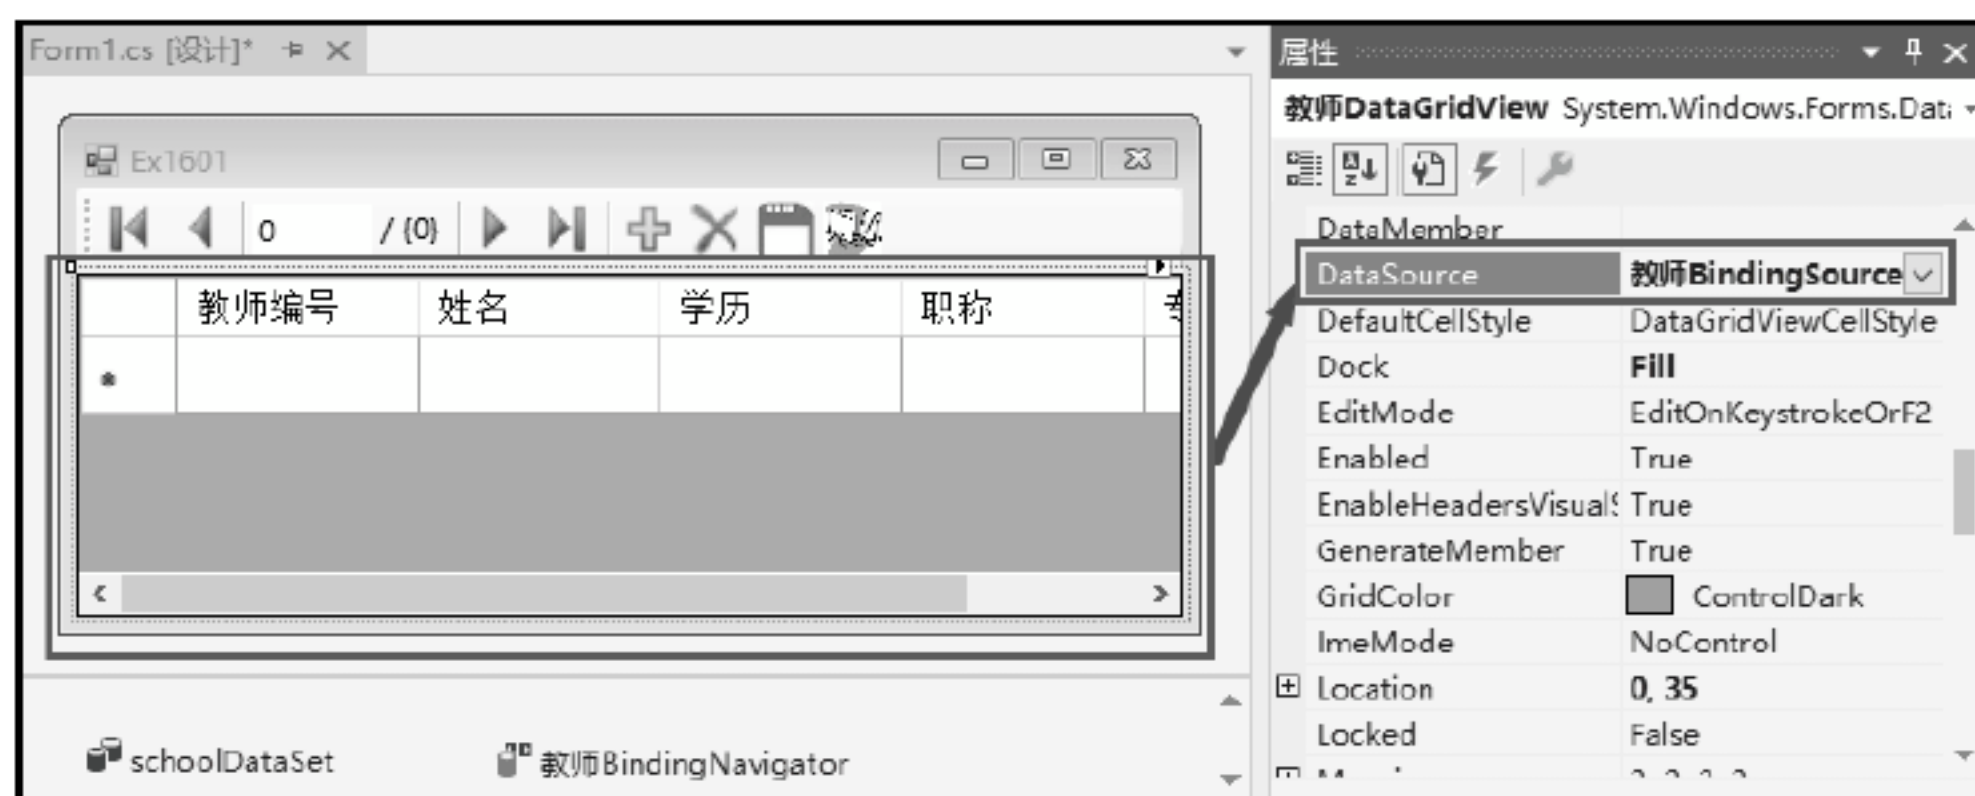 Form1.cs [设计]*
Ex1601
0 / {0}
教师编号 姓名 学历 职称
schoolDataSet 教师BindingNavigator
属性
教师DataGridView System.Windows.Forms.Dat
DataMember
DataSource 教师BindingSource
DefaultCellStyle DataGridViewCellStyle
Dock Fill
EditMode EditOnKeystrokeOrF2
Enabled True
EnableHeadersVisualS True
GenerateMember True
GridColor ControlDark
ImeMode NoControl
Location 0, 35
Locked False